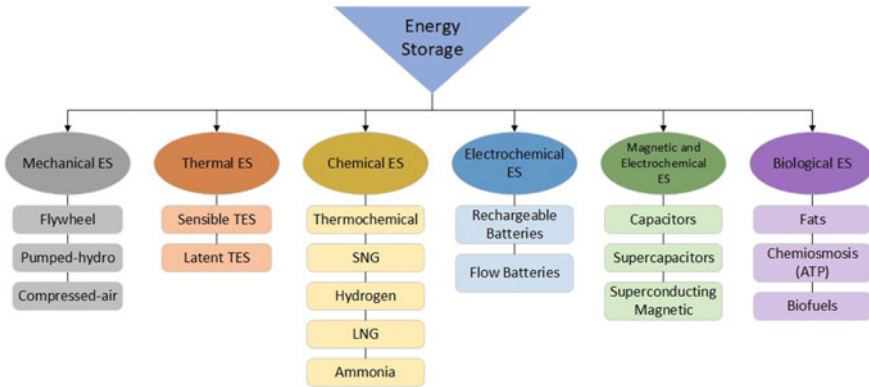 Energy
Storage
Mechanical ES
Thermal ES
Chemical ES
Electrochemical
ES
Magnetic and
Electrochemical
ES
Biological ES
Flywheel
Pumped-hydro
Compressed-air
Sensible TES
Latent TES
Thermochemical
SNG
Hydrogen
LNG
Ammonia
Rechargeable
Batteries
Flow Batteries
Capacitors
Supercapacitors
Superconducting
Magnetic
Fats
Chemiosmosis
(ATP)
Biofuels